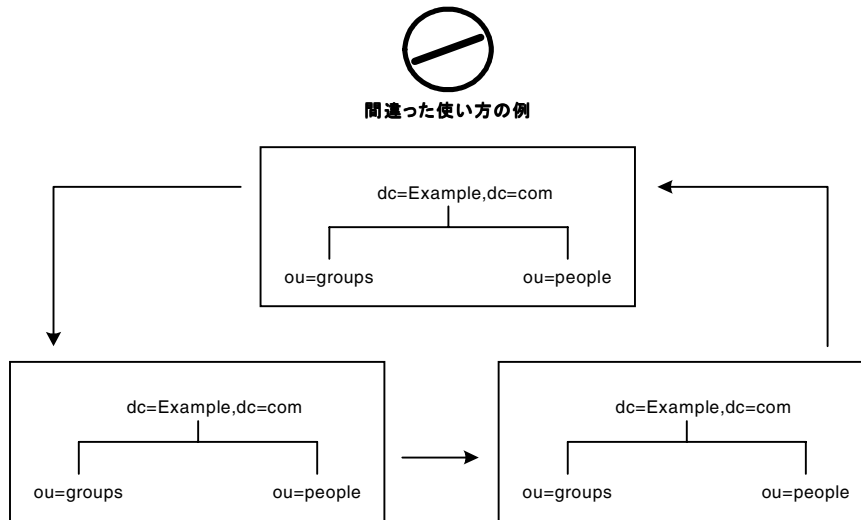 間違った使い方の例
dc=Example,dc=com
ou=groups
ou=people
dc=Example,dc=com
ou=groups
ou=people
dc=Example,dc=com
ou=groups
ou=people